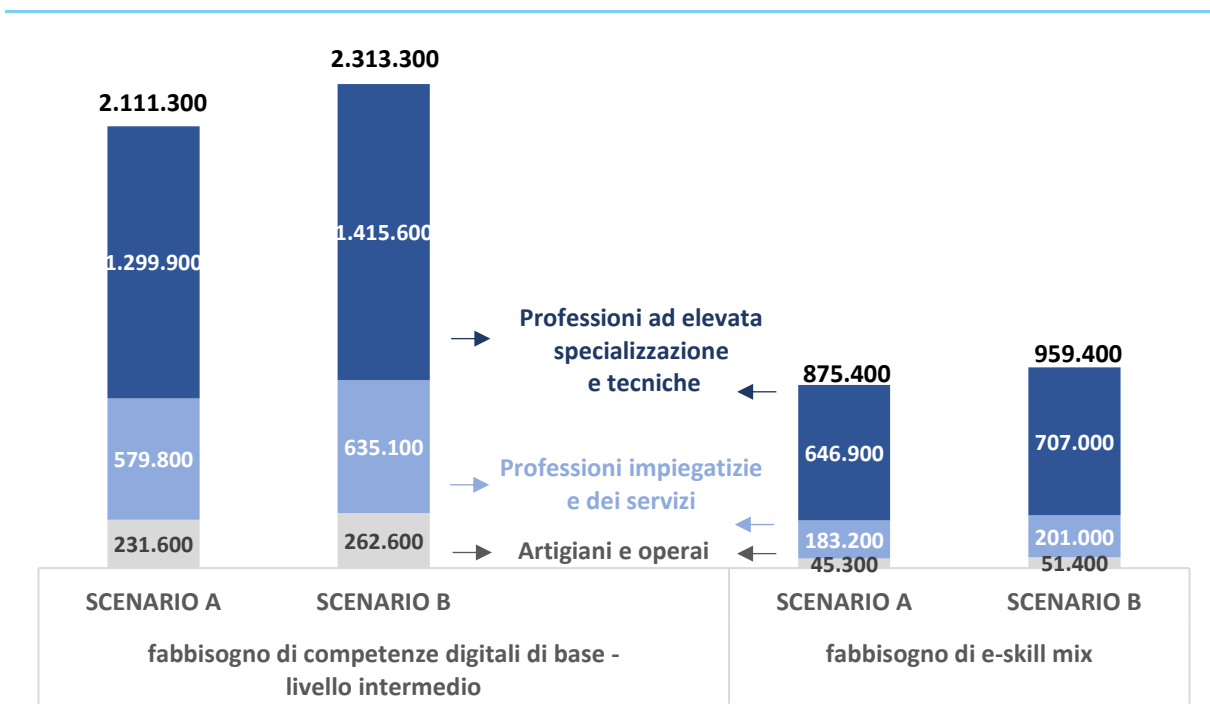 2.313.300
2.111.300
1.415.600
1.299.900
Professioni ad elevata
specializzazione
e tecniche
959.400
875.400
635.100
579.800
Professioni impiegatizie
e dei servizi
707.000
646.900
262.600
231.600
Artigiani e operai
201.000
183.200
51.400
45.300
SCENARIO A
SCENARIO B
SCENARIO A
SCENARIO B
fabbisogno di competenze digitali di base -
livello intermedio
fabbisogno di e-skill mix